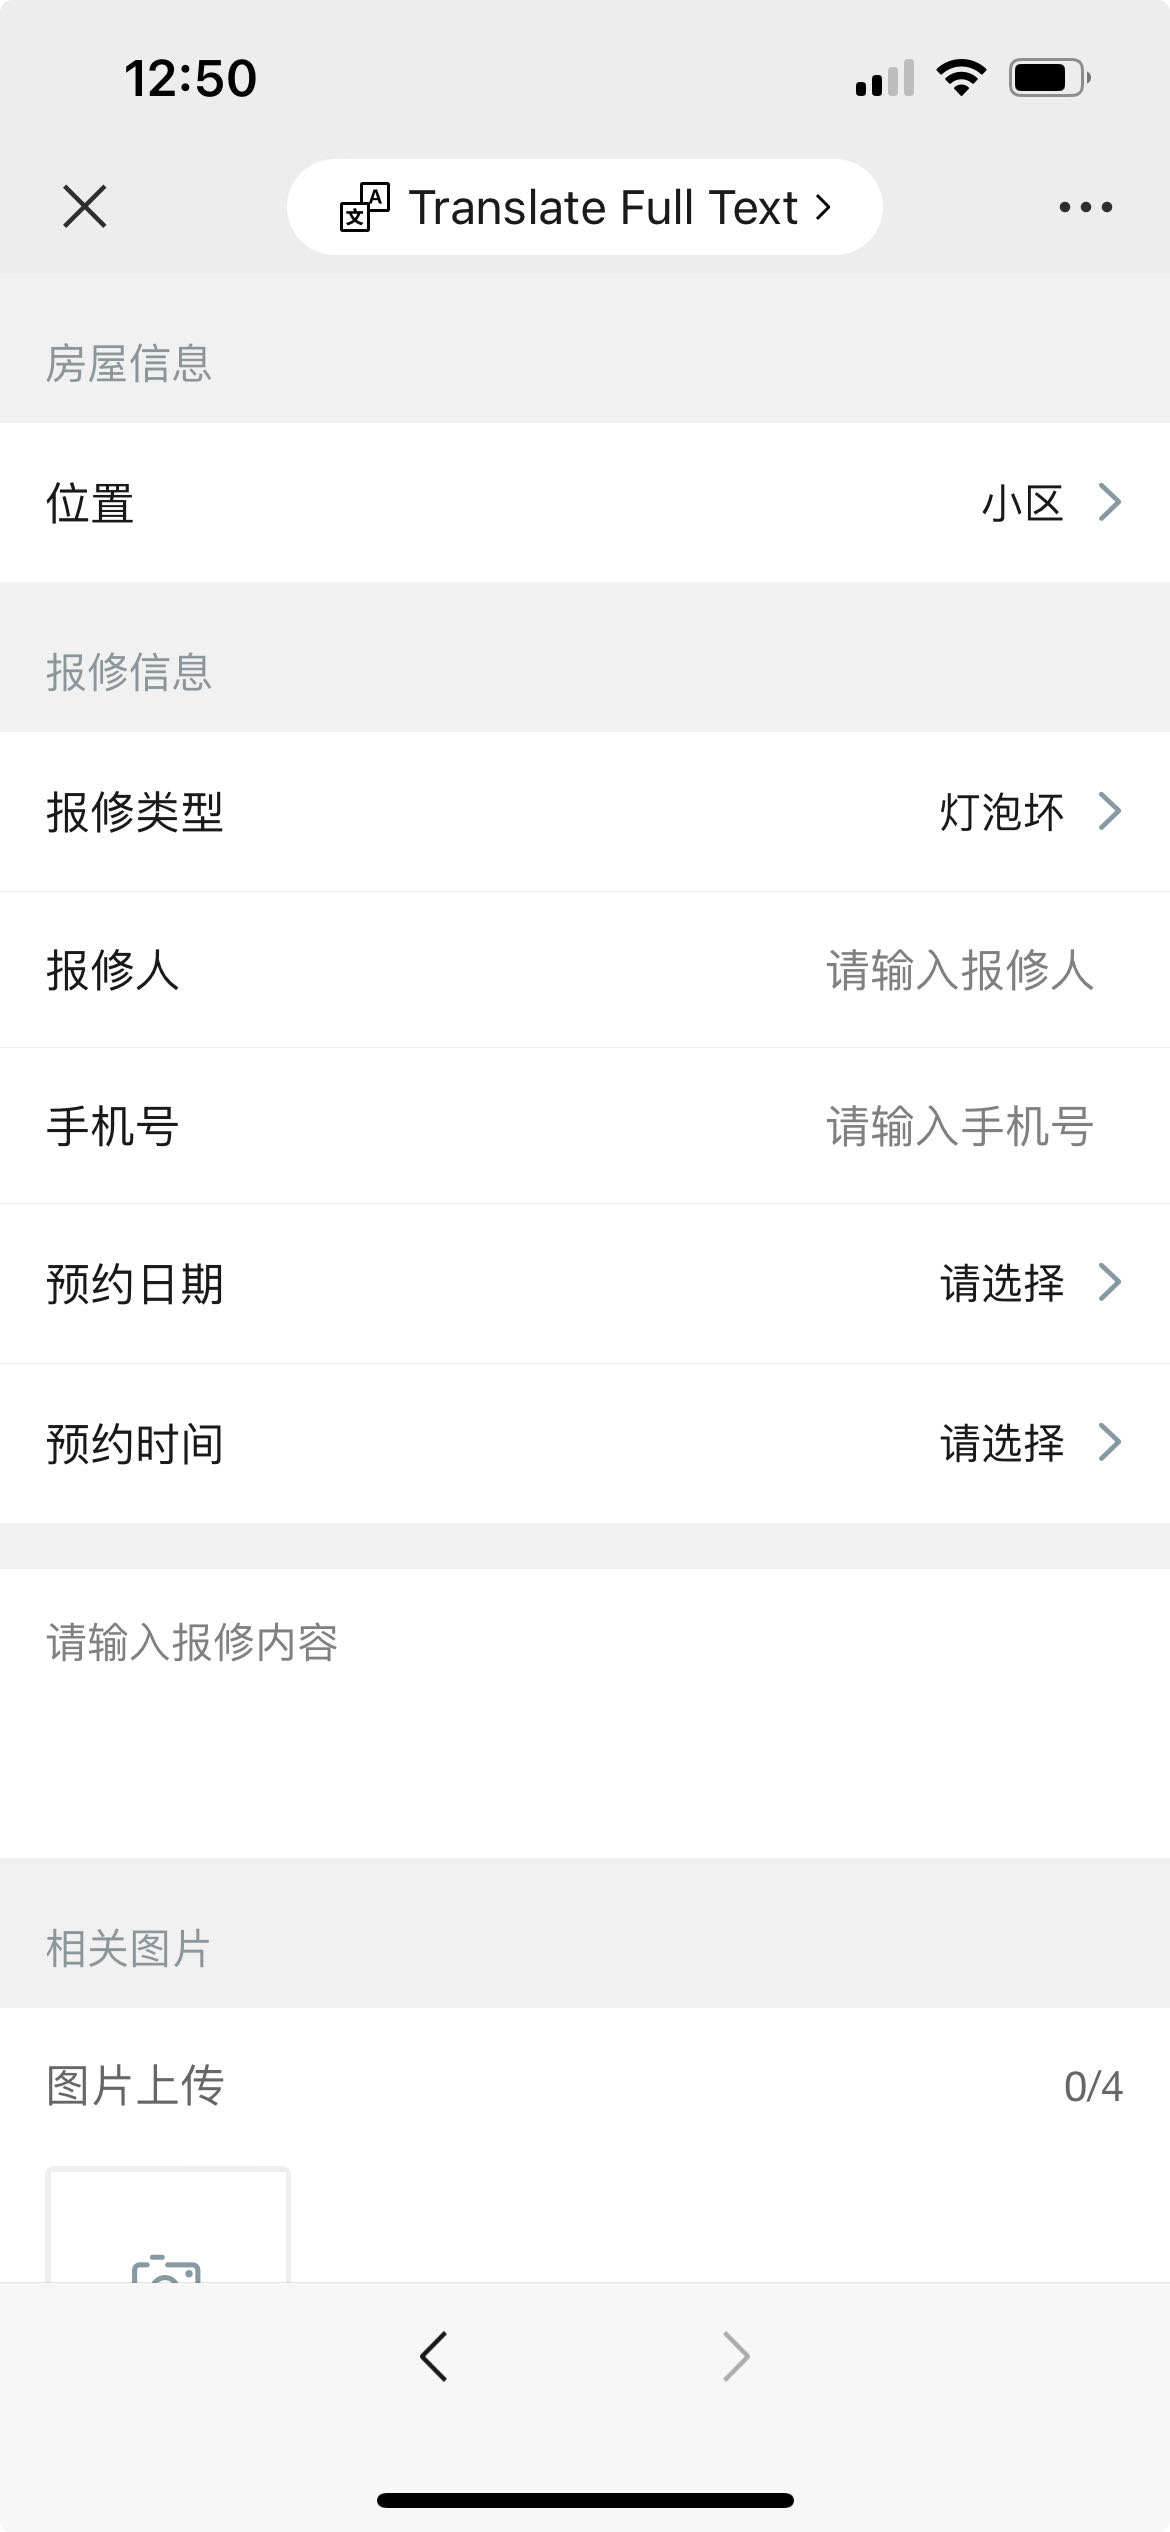 12:50
Translate Full Text
房屋信息
位置 小区
报修信息
报修类型 灯泡坏
报修人 请输入报修人
手机号 请输入手机号
预约日期 请选择
预约时间 请选择
请输入报修内容
相关图片
图片上传 0/4